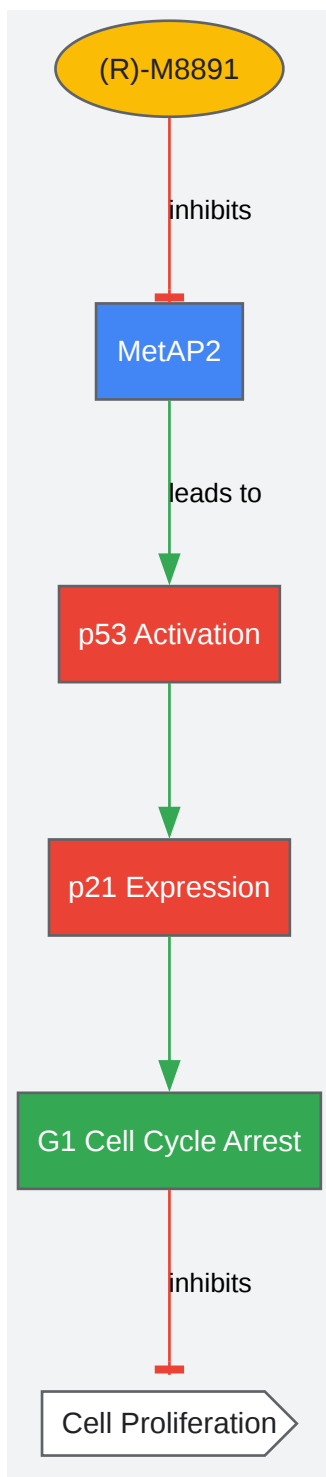 (R)-M8891
inhibits
MetAP2
leads to
p53 Activation
p21 Expression
G1 Cell Cycle Arrest
inhibits
Cell Proliferation